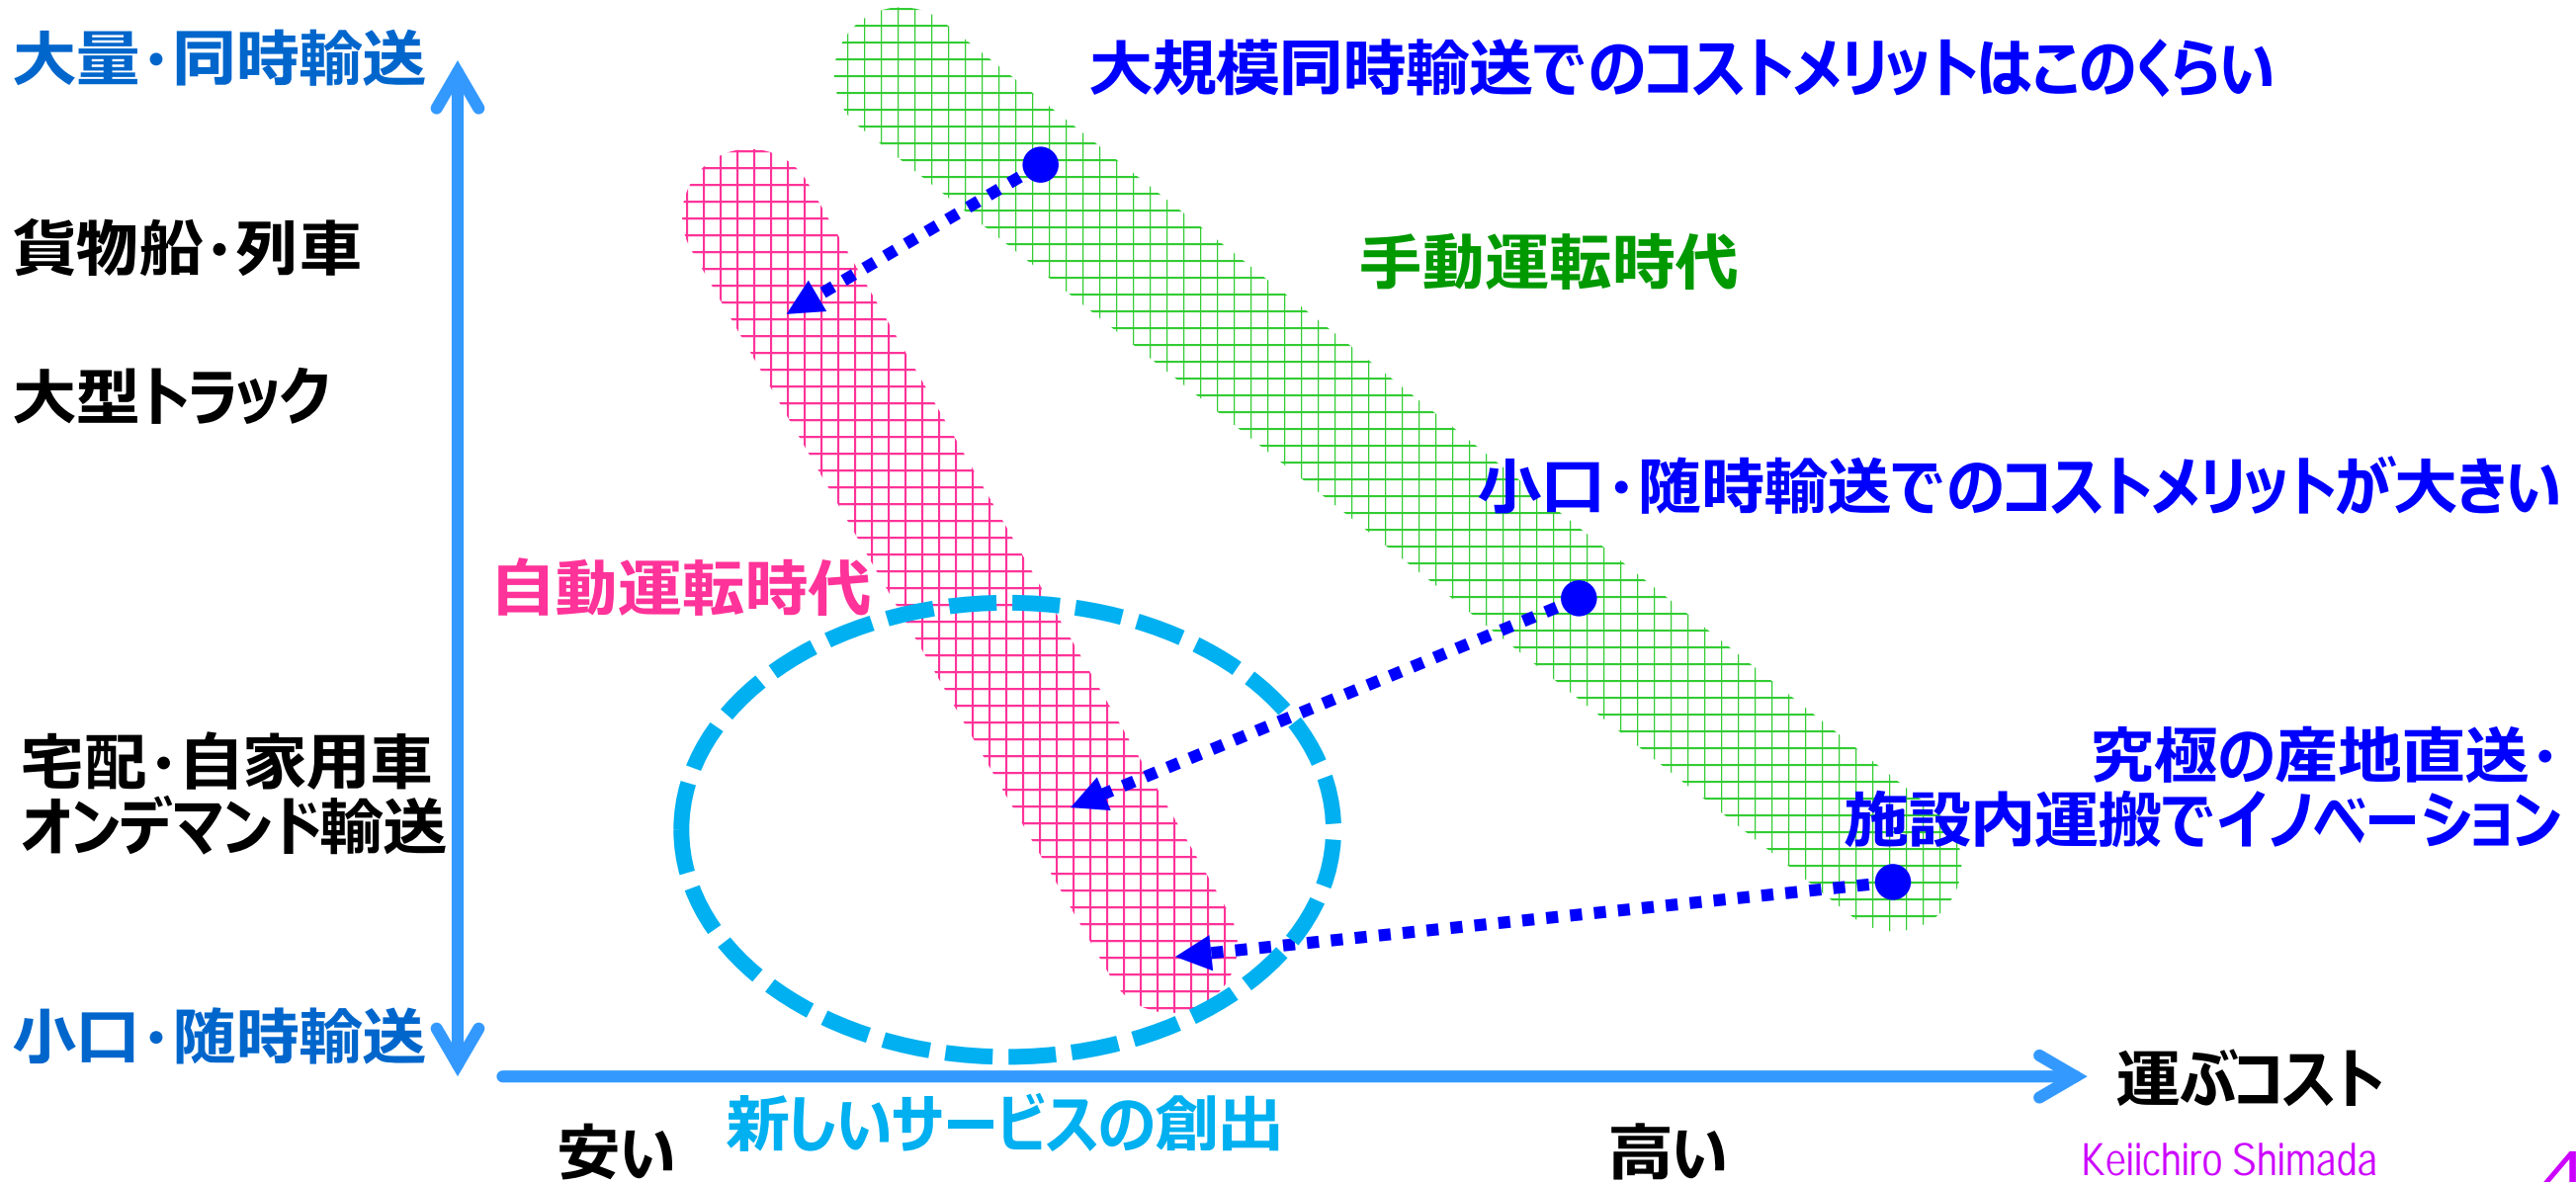 大量・同時輸送
大規模同時輸送でのコストメリットはこのくらい
貨物船・列車
手動運転時代
大型トラック
小口・随時輸送でのコストメリットが大きい
自動運転時代
宅配・自家用車
オンデマンド輸送
究極の産地直送・
施設内運搬でイノベーション
小口・随時輸送
運ぶコスト
新しいサービスの創出
安い
高い
Keiichiro Shimada